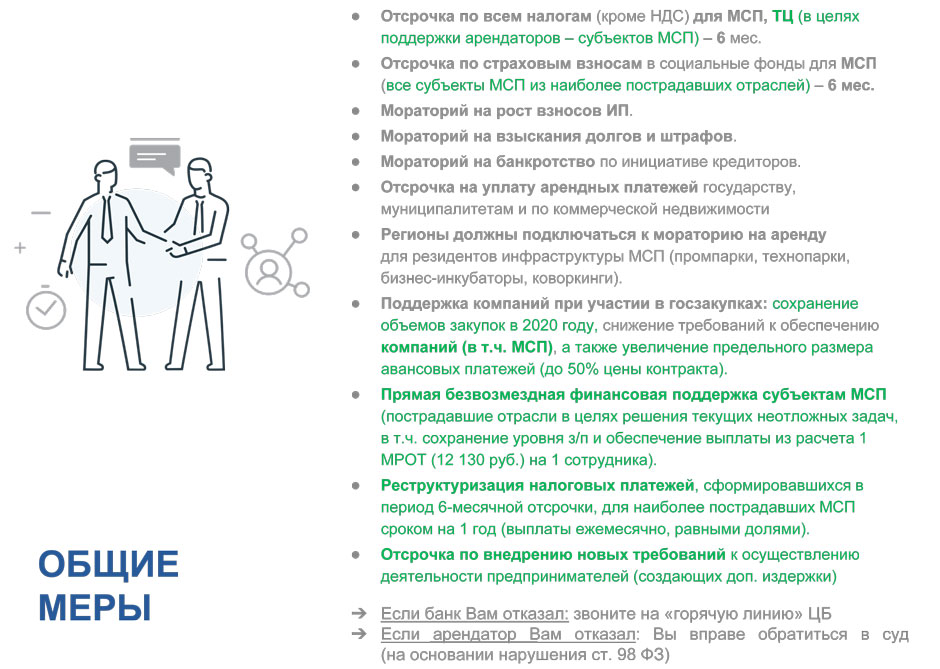 ● Отсрочка по всем налогам (кроме НДС) для МСП, ТЦ (в целях
поддержки арендаторов – субъектов МСП) – 6 мес.
● Отсрочка по страховым взносам в социальные фонды для МСП
(все субъекты МСП из наиболее пострадавших отраслей) – 6 мес.
● Мораторий на рост взносов ИП.
● Мораторий на взыскания долгов и штрафов.
● Мораторий на банкротство по инициативе кредиторов.
● Отсрочка на уплату арендных платежей государству,
муниципалитетам и по коммерческой недвижимости
● Регионы должны подключаться к мораторию на аренду
для резидентов инфраструктуры МСП (промпарки, технопарки,
бизнес-инкубаторы, коворкинги).
● Поддержка компаний при участии в госзакупках: сохранение
объемов закупок в 2020 году, снижение требований к обеспечению
компаний (в т.ч. МСП), а также увеличение предельного размера
авансовых платежей (до 50% цены контракта).
● Прямая безвозмездная финансовая поддержка субъектам МСП
(пострадавшие отрасли в целях решения текущих неотложных задач,
в т.ч. сохранение уровня з/п и обеспечение выплаты из расчета 1
МРОТ (12 130 руб.) на 1 сотрудника).
● Реструктуризация налоговых платежей, сформировавшихся в
период 6-месячной отсрочки, для наиболее пострадавших МСП
сроком на 1 год (выплаты ежемесячно, равными долями).
● Отсрочка по внедрению новых требований к осуществлению
деятельности предпринимателей (создающих доп. издержки)
➔ Если банк Вам отказал: звоните на «горячую линию» ЦБ
➔ Если арендатор Вам отказал: Вы вправе обратиться в суд
(на основании нарушения ст. 98 ФЗ)
ОБЩИЕ
МЕРЫ